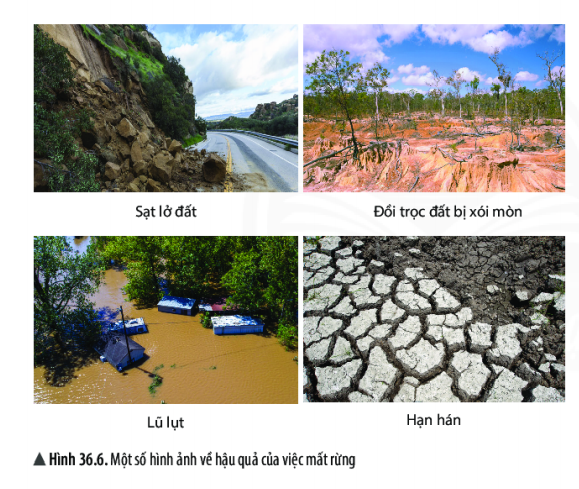 Sạt lở đất
Đồi trọc đất bị xói mòn
Lũ lụt
Hạn hán
▲ Hình 36.6. Một số hình ảnh về hậu quả của việc mất rừng